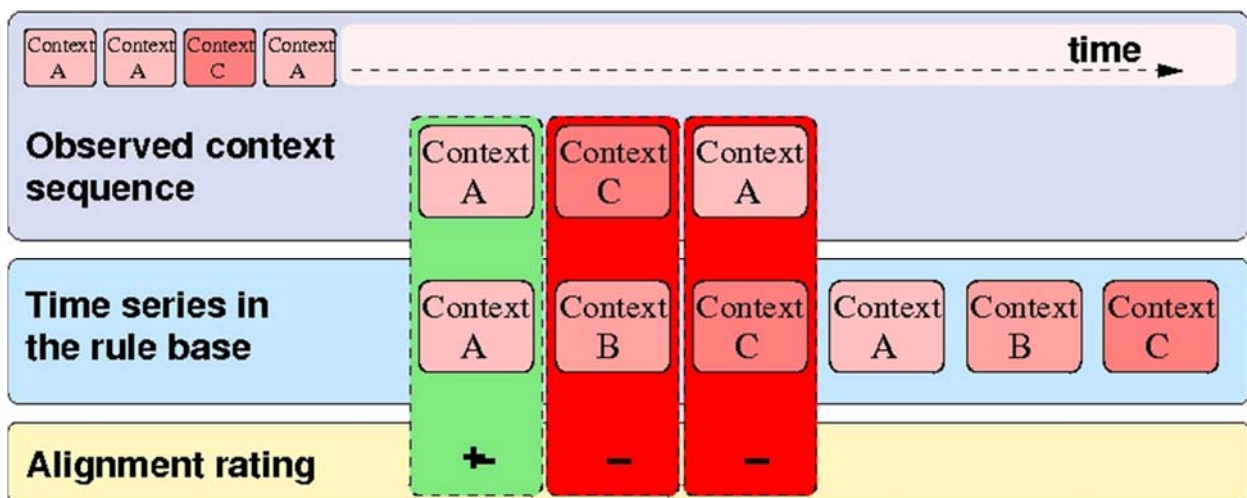 Context Context Context Context
A A C A
time
Observed context
sequence
Context Context Context
A C A
Time series in
the rule base
Context Context Context Context Context Context
A B C A B C
Alignment rating
+ – –